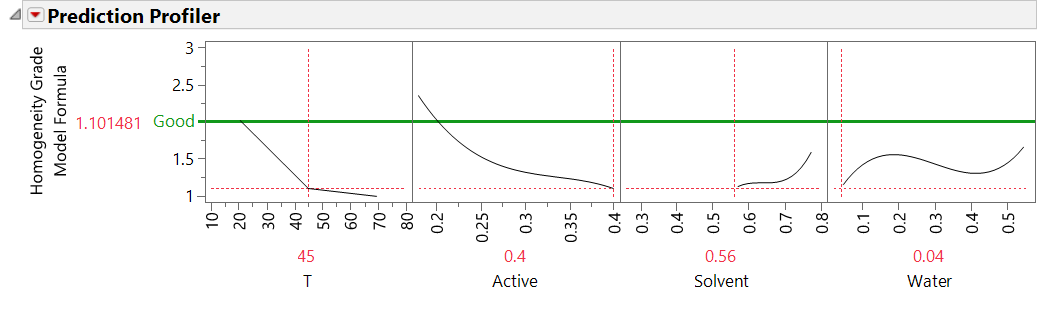 Prediction Profiler
Homogeneity Grade
Model Formula
1.101481
3
2.5
Good
1.5
1
10 20 30 40 50 60 70 80
0.2 0.25 0.3 0.35 0.4
0.3 0.4 0.5 0.6 0.7 0.8
0.1 0.2 0.3 0.4 0.5
45 0.4 0.56 0.04
T Active Solvent Water